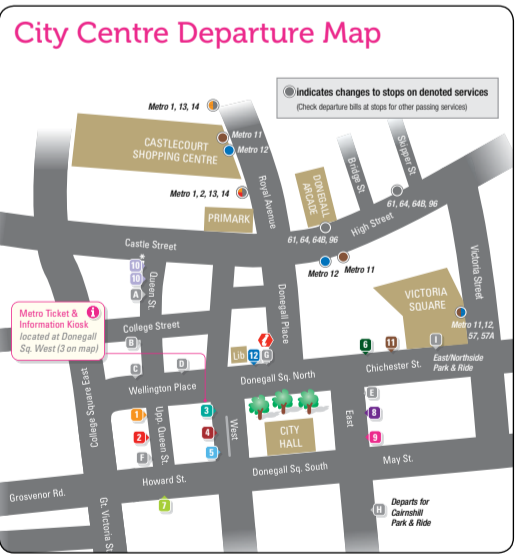 City Centre Departure Map
indicates changes to stops on denoted services
(Check departure bills at stops for other passing services)
Metro 1, 13, 14
CASTLECOURT
SHOPPING CENTRE
Metro 11
Metro 12
Metro 1, 2, 13, 14
PRIMARK
Royal Avenue
DONEGALL
ARCADE
Bridge St
Skipper St
61, 64, 64B, 96
61, 64, 64B, 96
High Street
Metro 12
Metro 11
Castle Street
10
10
A
Queen St.
Donegall Place
Victoria Street
VICTORIA
SQUARE
Metro 11,12,
57, 57A
Metro Ticket &
Information Kiosk
located at Donegall
Sq. West (3 on map)
i
College Street
B
C
D
Lib
12
G
i
6
11
I
East/Northside
Park & Ride
Donegall Sq. North
Chichester St.
Wellington Place
College Square East
1
2
F
Upp. Queen St.
3
4
5
West
CITY
HALL
East
E
8
9
Donegall Sq. South
May St.
Howard St.
Grosvenor Rd.
7
Gt. Victoria St
H
Departs for
Cairnshill
Park & Ride